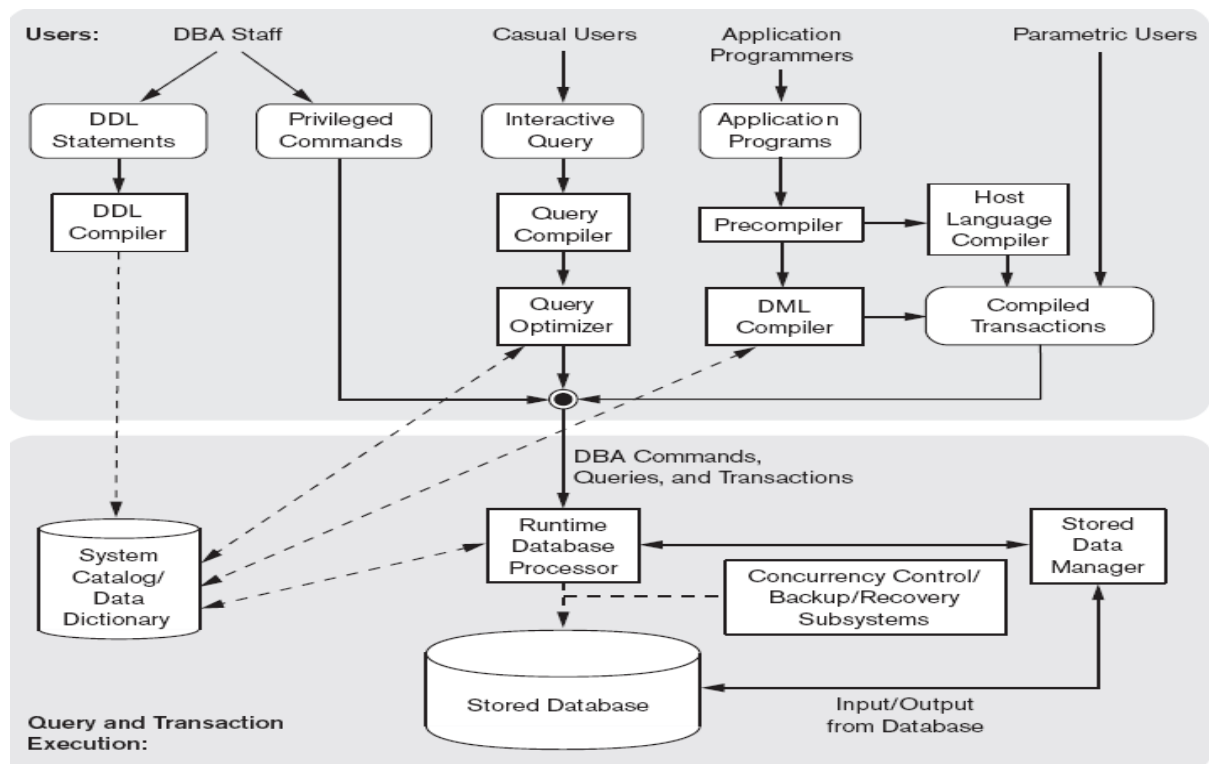 Users:
DBA Staff
Casual Users
Application
Programmers
Parametric Users
DDL
Statements
Privileged
Commands
Interactive
Query
Application
Programs
DDL
Compiler
Query
Compiler
Precompiler
Host
Language
Compiler
Query
Optimizer
DML
Compiler
Compiled
Transactions
DBA Commands,
Queries, and Transactions
System
Catalog/
Data
Dictionary
Runtime
Database
Processor
Stored
Data
Manager
Concurrency Control/
Backup/Recovery
Subsystems
Stored Database
Input/Output
from Database
Query and Transaction
Execution: